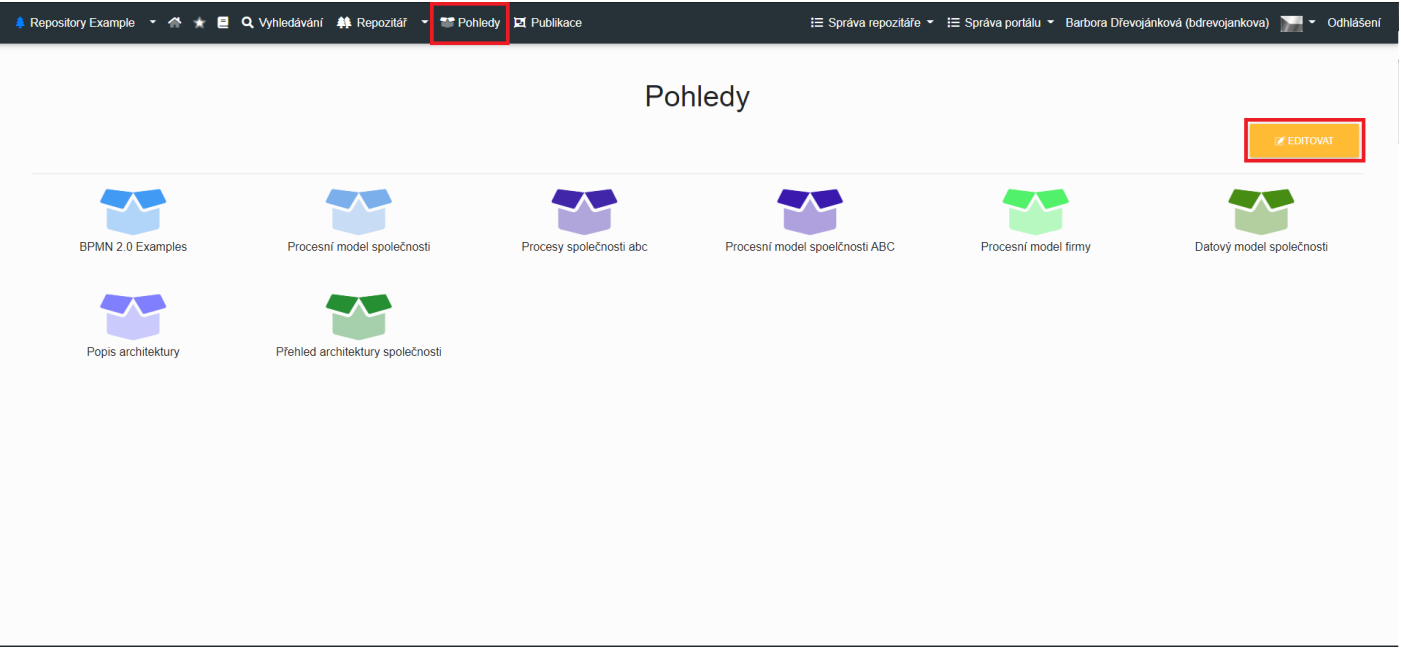 Repository Example Vyhledávání Repozitář Pohledy Publikace Správa repozitáře Správa portálu Barbora Dřevojánková (bdrevojankova) Odhlášení
Pohledy
EDITOVAT
BPMN 2.0 Examples Procesní model společnosti Procesy společnosti abc Procesní model spoelčnosti ABC Procesní model firmy Datový model společnosti
Popis architektury Přehled architektury společnosti